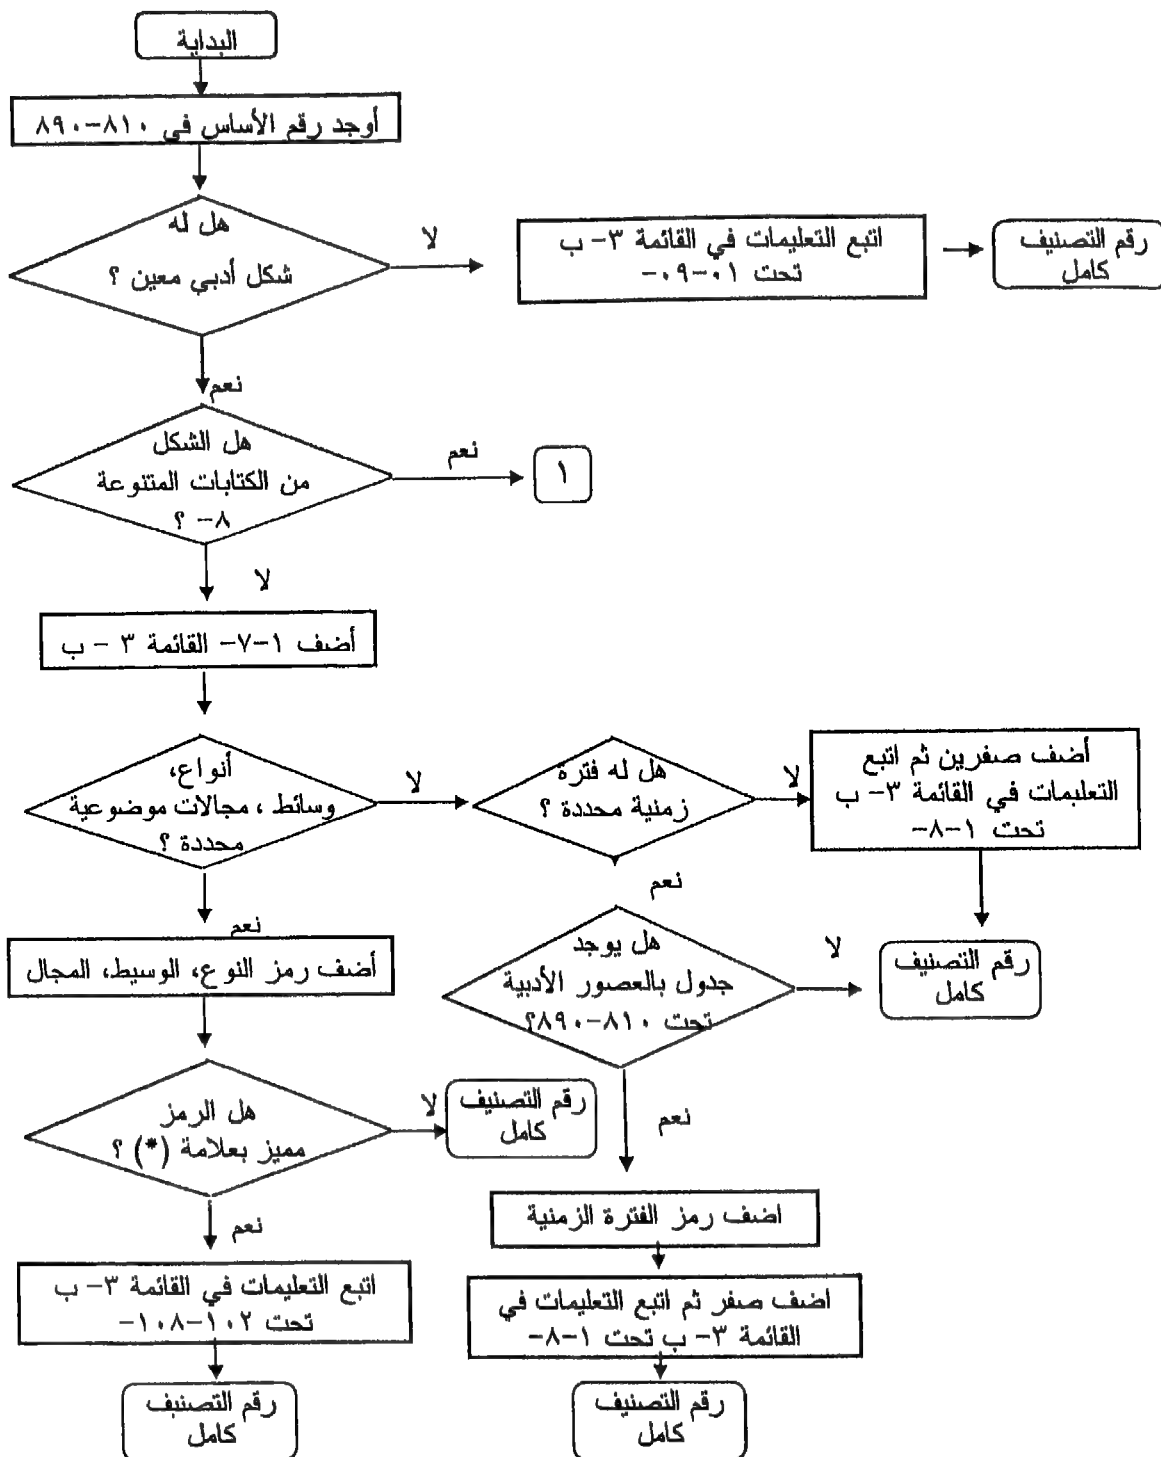 البداية
أوجد رقم الأساس في ٨١٠-٨٩٠
هل له
شكل أدبي معين ؟
لا
اتبع التعليمات في القائمة ٣- ب
تحت ٠١-٠٩-
رقم التصنيف
كامل
نعم
هل الشكل
من الكتابات المتنوعة
٨- ؟
نعم
١
لا
أضف ١-٧- القائمة ٣ - ب
أنواع،
وسائط ، مجالات موضوعية
محددة ؟
لا
هل له فترة
زمنية محددة ؟
لا
أضف صفرين ثم اتبع
التعليمات في القائمة ٣- ب
تحت ١-٨-
نعم
نعم
أضف رمز النوع، الوسيط، المجال
هل يوجد
جدول بالعصور الأدبية
تحت ٨١٠-٨٩٠؟
لا
رقم التصنيف
كامل
هل الرمز
مميز بعلامة (*) ؟
لا
رقم التصنيف
كامل
نعم
نعم
اضف رمز الفترة الزمنية
اتبع التعليمات في القائمة ٣- ب
تحت ١٠٢-١٠٨-
اضف صفر ثم اتبع التعليمات في
القائمة ٣- ب تحت ١-٨-
رقم التصنيف
كامل
رقم التصنيف
كامل